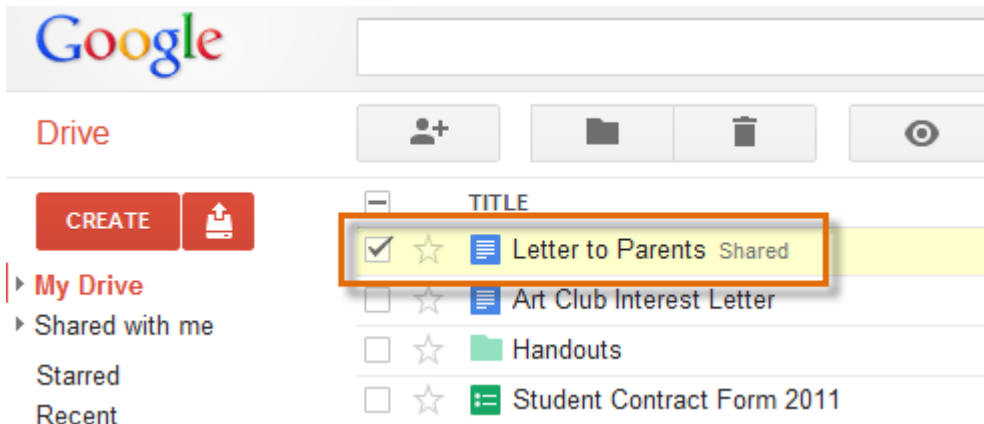 Google
Drive
CREATE
TITLE
Letter to Parents Shared
My Drive
Art Club Interest Letter
Shared with me
Handouts
Starred
Student Contract Form 2011
Recent